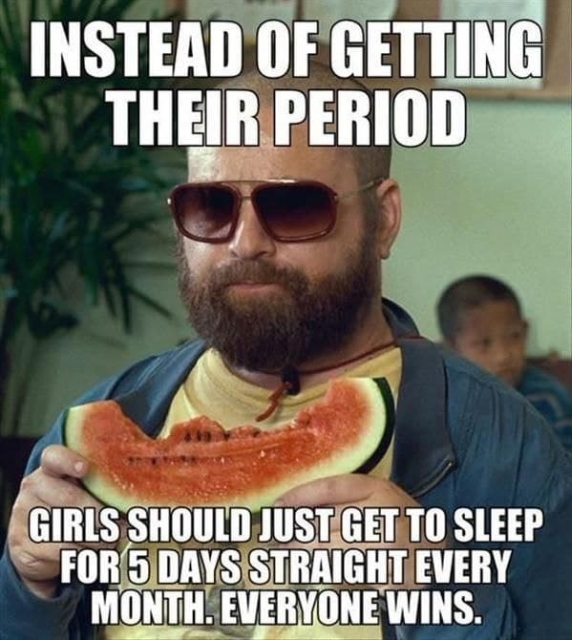 INSTEAD OF GETTING
THEIR PERIOD
GIRLS SHOULD JUST GET TO SLEEP
FOR 5 DAYS STRAIGHT EVERY
MONTH. EVERYONE WINS.